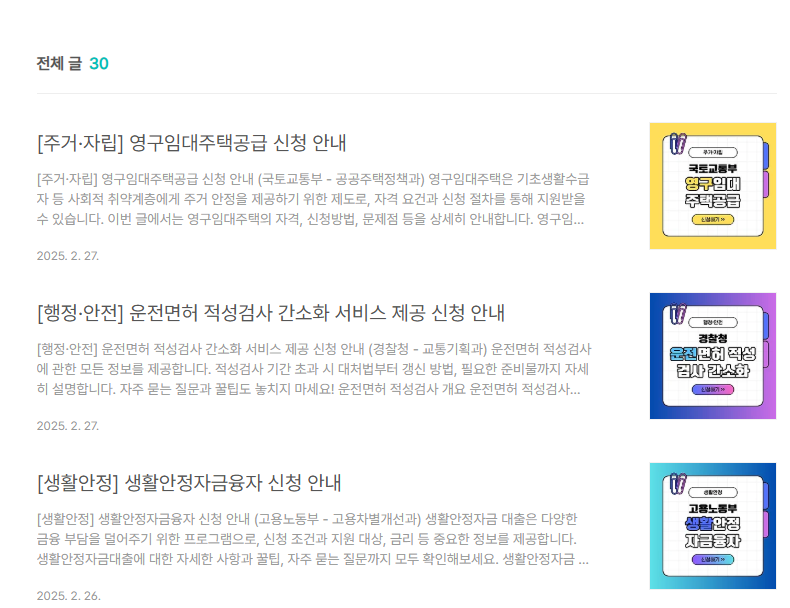 전체 글 30
[주거·자립] 영구임대주택공급 신청 안내
[주거·자립] 영구임대주택공급 신청 안내 (국토교통부 - 공공주택정책과) 영구임대주택은 기초생활수급
자 등 사회적 취약계층에게 주거 안정을 제공하기 위한 제도로, 자격 요건과 신청 절차를 통해 지원받을
수 있습니다. 이번 글에서는 영구임대주택의 자격, 신청방법, 문제점 등을 상세히 안내합니다. 영구임...
2025. 2. 27.
주거·자립
국토교통부
영구임대
주택공급
신청하기 >>
[행정·안전] 운전면허 적성검사 간소화 서비스 제공 신청 안내
[행정·안전] 운전면허 적성검사 간소화 서비스 제공 신청 안내 (경찰청 - 교통기획과) 운전면허 적성검사
에 관한 모든 정보를 제공합니다. 적성검사 기간 초과 시 대처법부터 갱신 방법, 필요한 준비물까지 자세
히 설명합니다. 자주 묻는 질문과 꿀팁도 놓치지 마세요! 운전면허 적성검사 개요 운전면허 적성검사...
2025. 2. 27.
행정·안전
경찰청
운전면허 적성
검사 간소화
신청하기 >>
[생활안정] 생활안정자금융자 신청 안내
[생활안정] 생활안정자금융자 신청 안내 (고용노동부 - 고용차별개선과) 생활안정자금 대출은 다양한
금융 부담을 덜어주기 위한 프로그램으로, 신청 조건과 지원 대상, 금리 등 중요한 정보를 제공합니다.
생활안정자금대출에 대한 자세한 사항과 꿀팁, 자주 묻는 질문까지 모두 확인해보세요. 생활안정자금 ...
2025. 2. 26.
생활안정
고용노동부
생활안정
자금융자
신청하기 >>